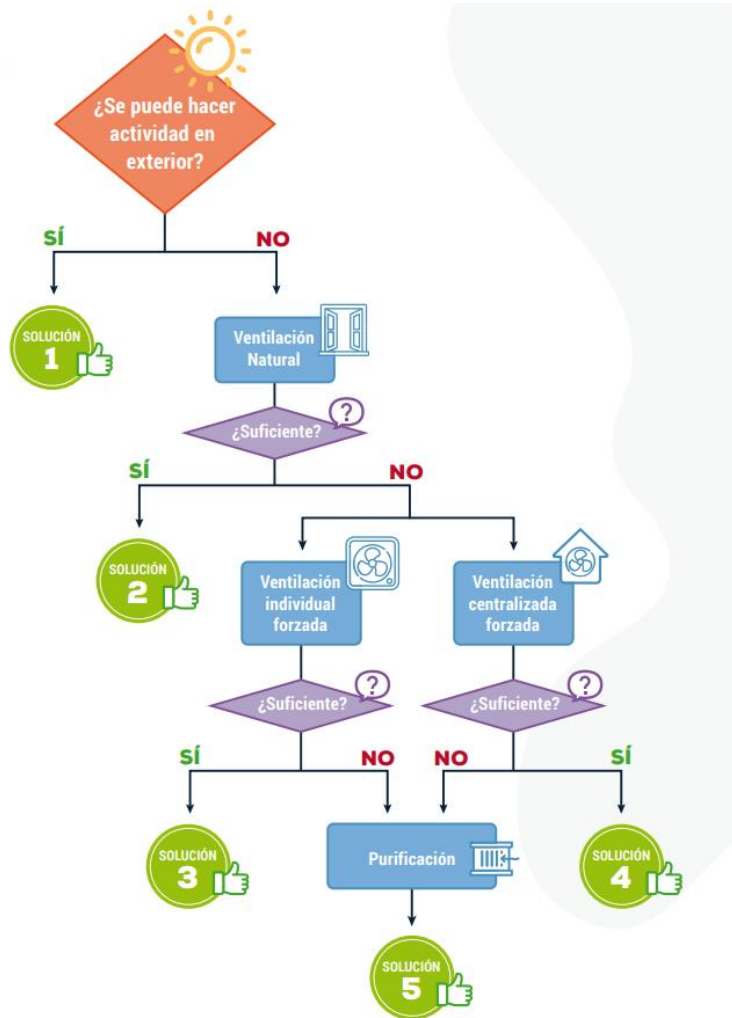 ¿Se puede hacer
actividad en
exterior?
SÍ
NO
SOLUCIÓN
1
Ventilación
Natural
?
¿Suficiente?
SÍ
NO
SOLUCIÓN
2
Ventilación
individual
forzada
Ventilación
centralizada
forzada
?
¿Suficiente?
?
¿Suficiente?
SÍ
NO
NO
SÍ
SOLUCIÓN
3
Purificación
SOLUCIÓN
4
SOLUCIÓN
5